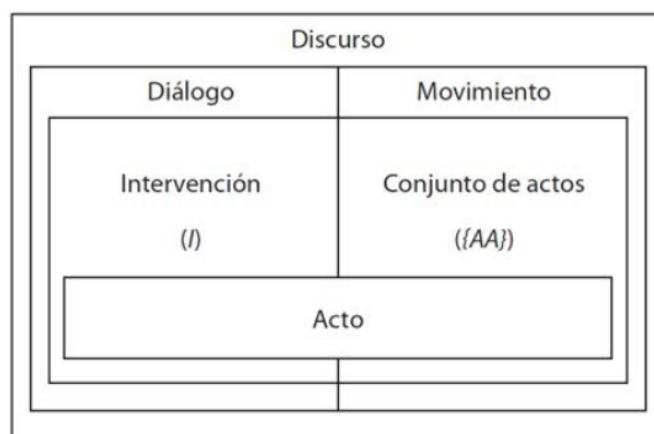 Discurso
Diálogo
Movimiento
Intervención
Conjunto de actos
(I)
({AA})
Acto